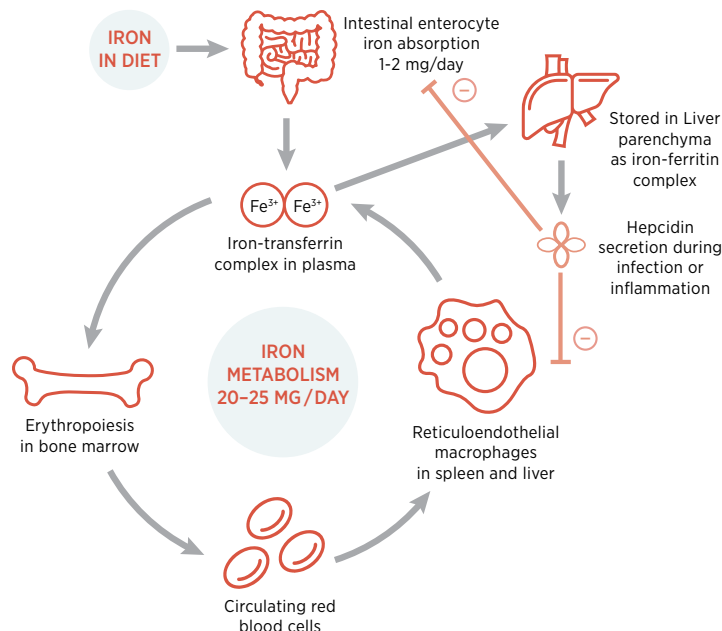 IRON
IN DIET
Intestinal enterocyte
iron absorption
1-2 mg/day
Stored in Liver
parenchyma
as iron-ferritin
complex
Fe³⁺ Fe³⁺
Iron-transferrin
complex in plasma
Hepcidin
secretion during
infection or
inflammation
IRON
METABOLISM
20–25 MG/DAY
Erythropoiesis
in bone marrow
Reticuloendothelial
macrophages
in spleen and liver
Circulating red
blood cells